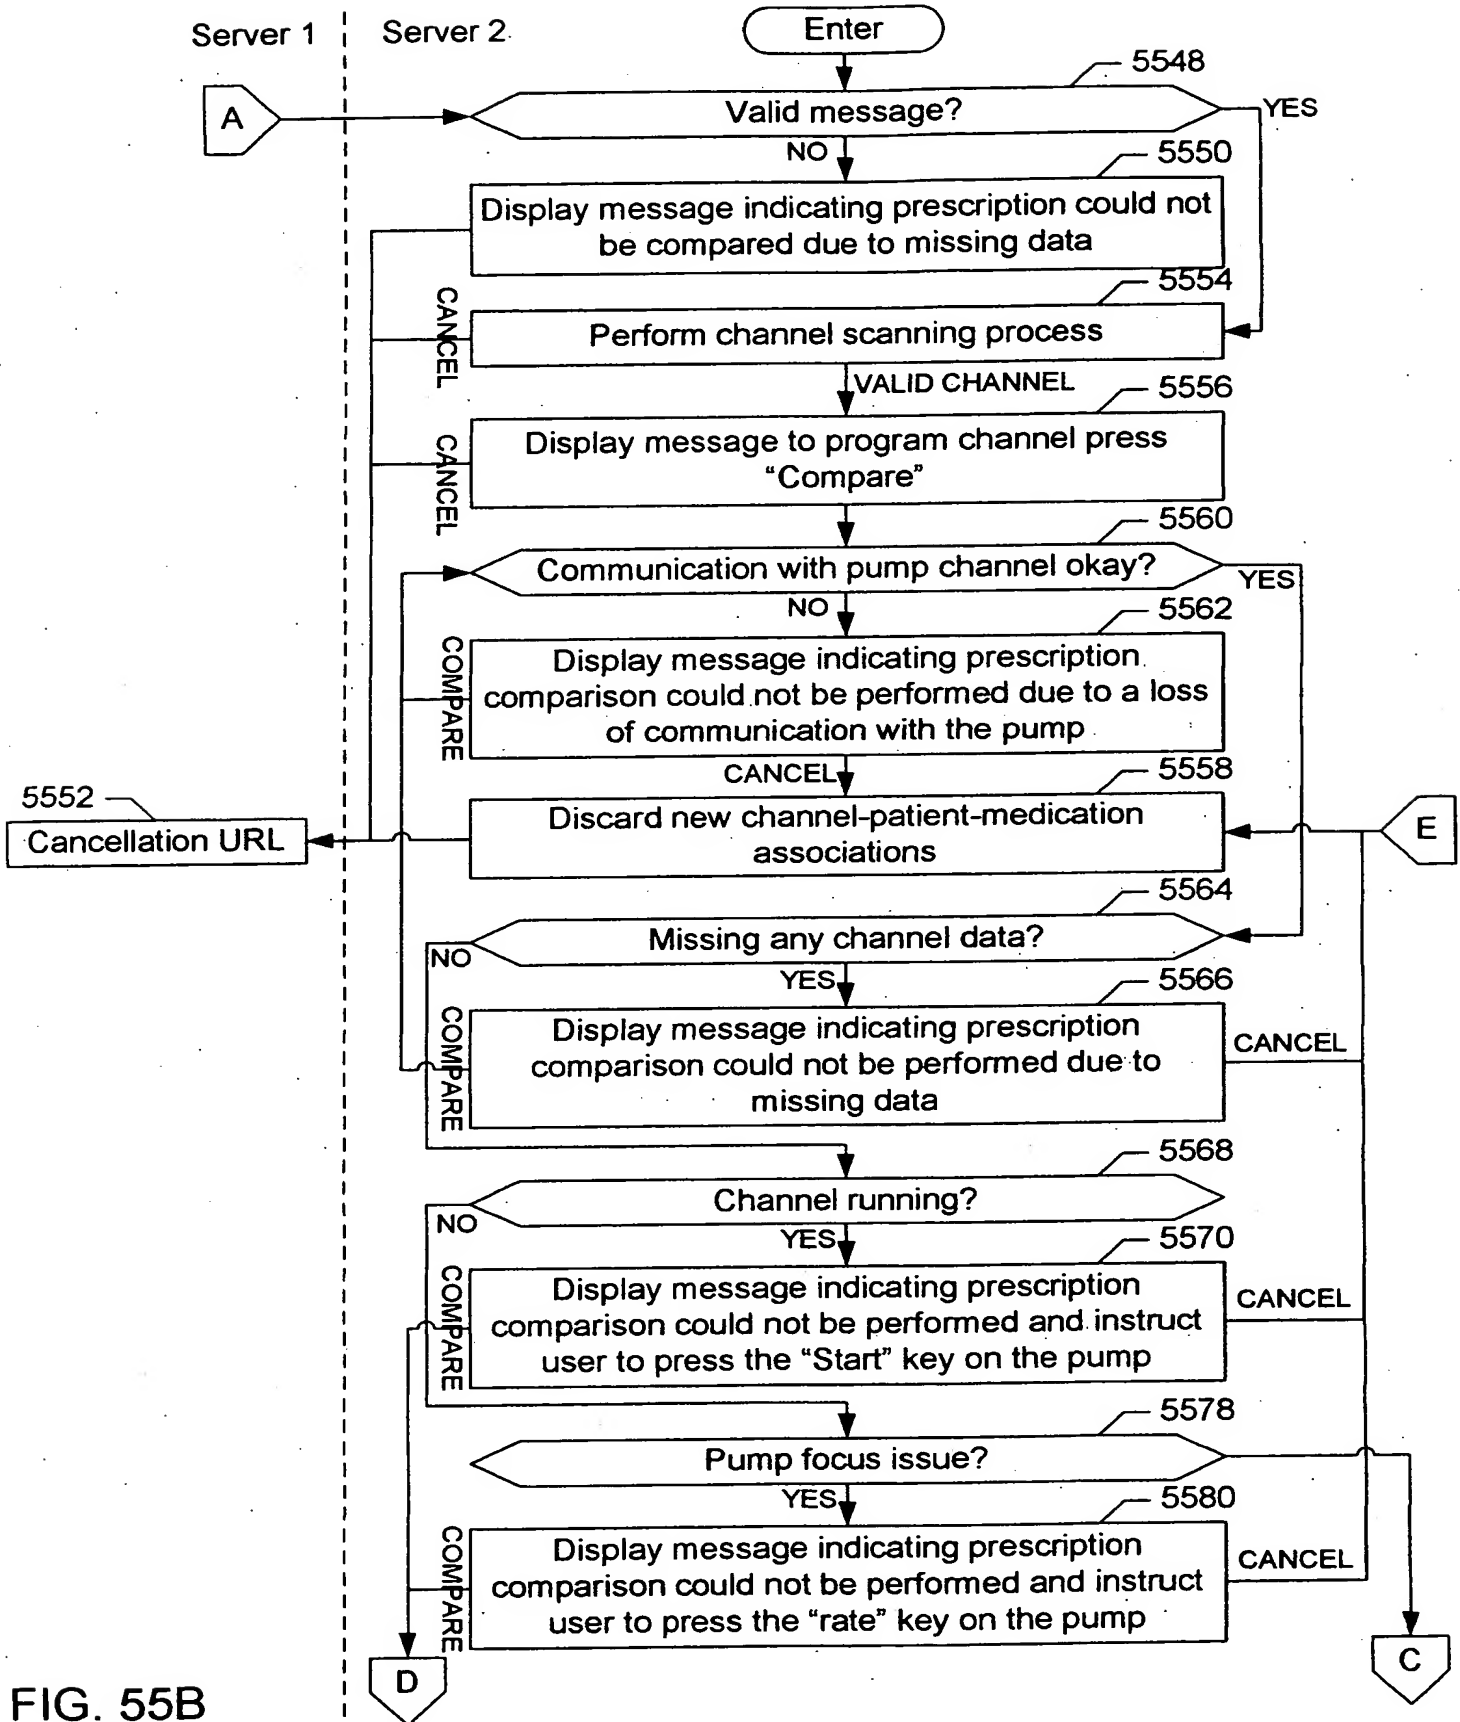 Server 1
Server 2
Enter
5548
A
Valid message?
YES
NO
5550
Display message indicating prescription could not
be compared due to missing data
5554
CANCEL
Perform channel scanning process
VALID CHANNEL
5556
CANCEL
Display message to program channel press
“Compare”
5560
Communication with pump channel okay?
YES
NO
5562
COMPARE
Display message indicating prescription
comparison could not be performed due to a loss
of communication with the pump
CANCEL
5558
5552
Cancellation URL
Discard new channel-patient-medication
associations
E
5564
Missing any channel data?
NO
YES
5566
COMPARE
Display message indicating prescription
comparison could not be performed due to
missing data
CANCEL
5568
Channel running?
NO
YES
5570
COMPARE
Display message indicating prescription
comparison could not be performed and instruct
user to press the “Start” key on the pump
CANCEL
5578
Pump focus issue?
YES
5580
COMPARE
Display message indicating prescription
comparison could not be performed and instruct
user to press the “rate” key on the pump
CANCEL
D
C
FIG. 55B